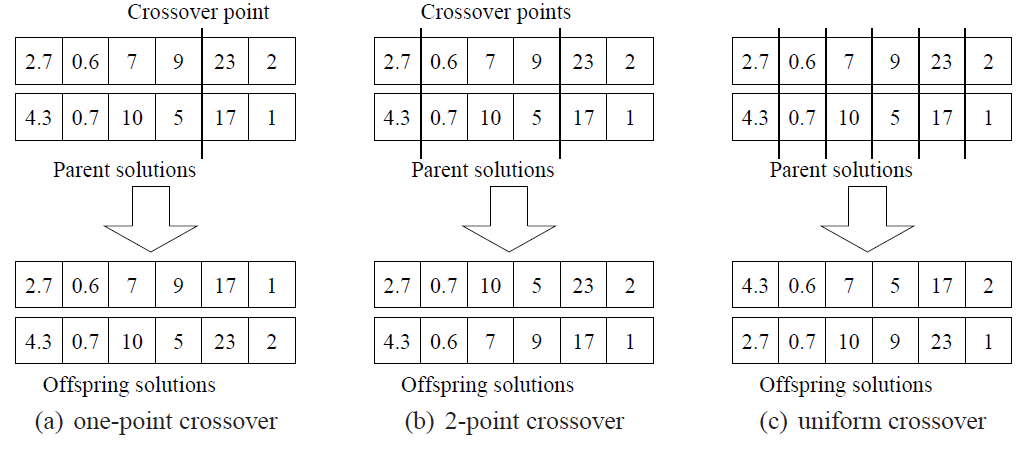 Crossover point
2.7 0.6 7 9 23 2
4.3 0.7 10 5 17 1
Parent solutions
2.7 0.6 7 9 17 1
4.3 0.7 10 5 23 2
Offspring solutions
(a) one-point crossover
Crossover points
2.7 0.6 7 9 23 2
4.3 0.7 10 5 17 1
Parent solutions
2.7 0.7 10 5 23 2
4.3 0.6 7 9 17 1
Offspring solutions
(b) 2-point crossover
2.7 0.6 7 9 23 2
4.3 0.7 10 5 17 1
Parent solutions
4.3 0.6 7 5 17 2
2.7 0.7 10 9 23 1
Offspring solutions
(c) uniform crossover